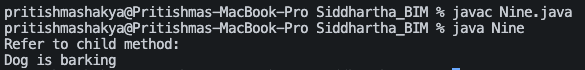 pritishmashakya@Pritishmas-MacBook-Pro Siddhartha_BIM % javac Nine.java
pritishmashakya@Pritishmas-MacBook-Pro Siddhartha_BIM % java Nine
Refer to child method:
Dog is barking